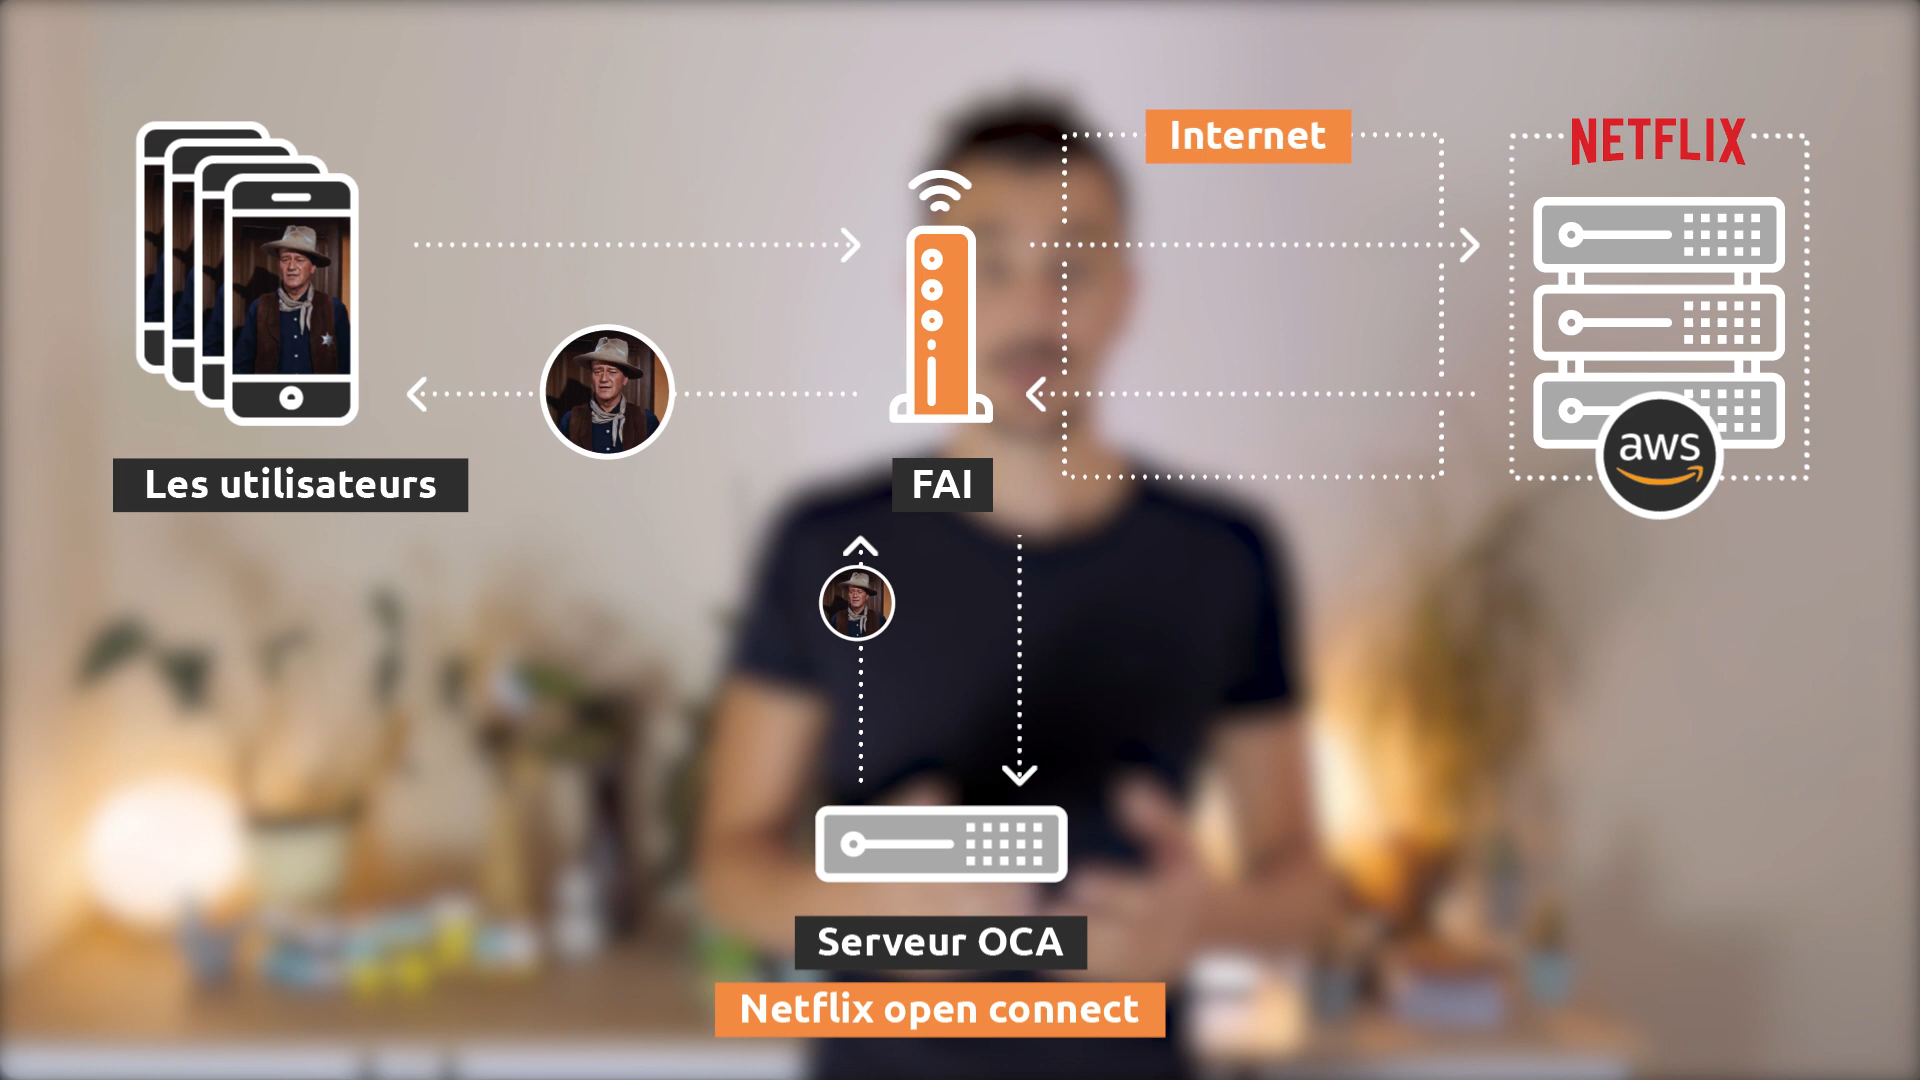 Internet
NETFLIX
aws
Les utilisateurs
FAI
Serveur OCA
Netflix open connect